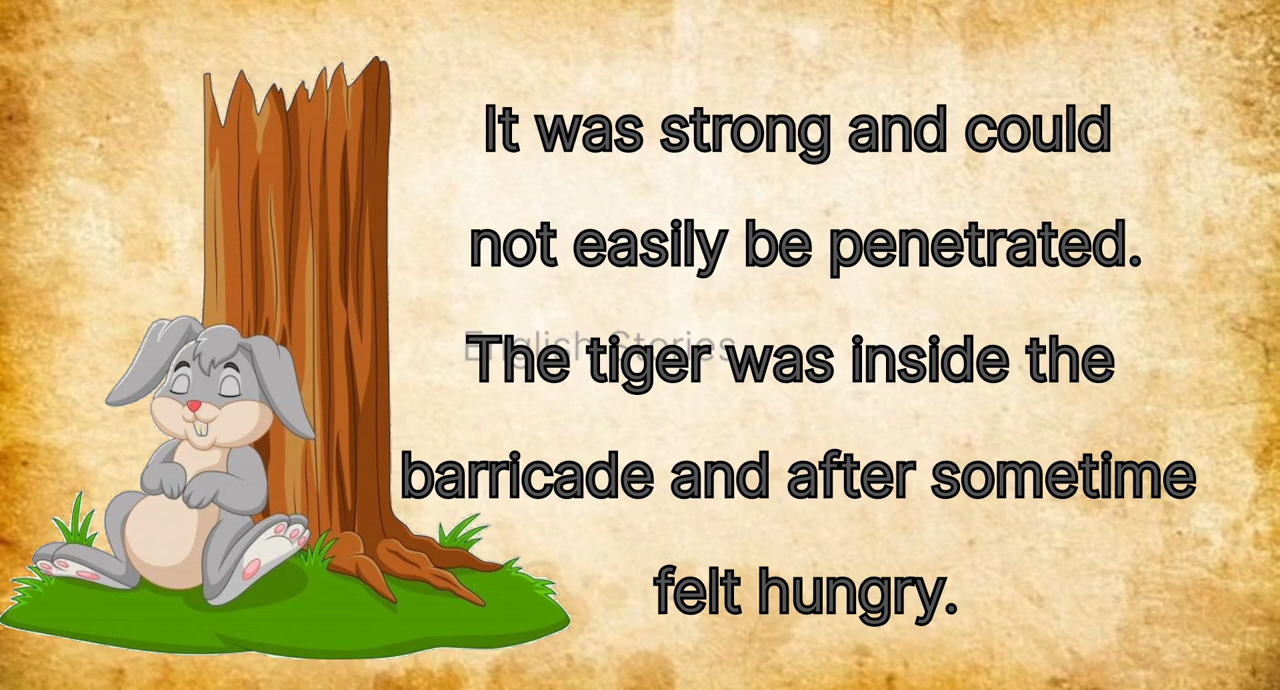 It was strong and could
not easily be penetrated.
English Stories
The tiger was inside the
barricade and after sometime
felt hungry.